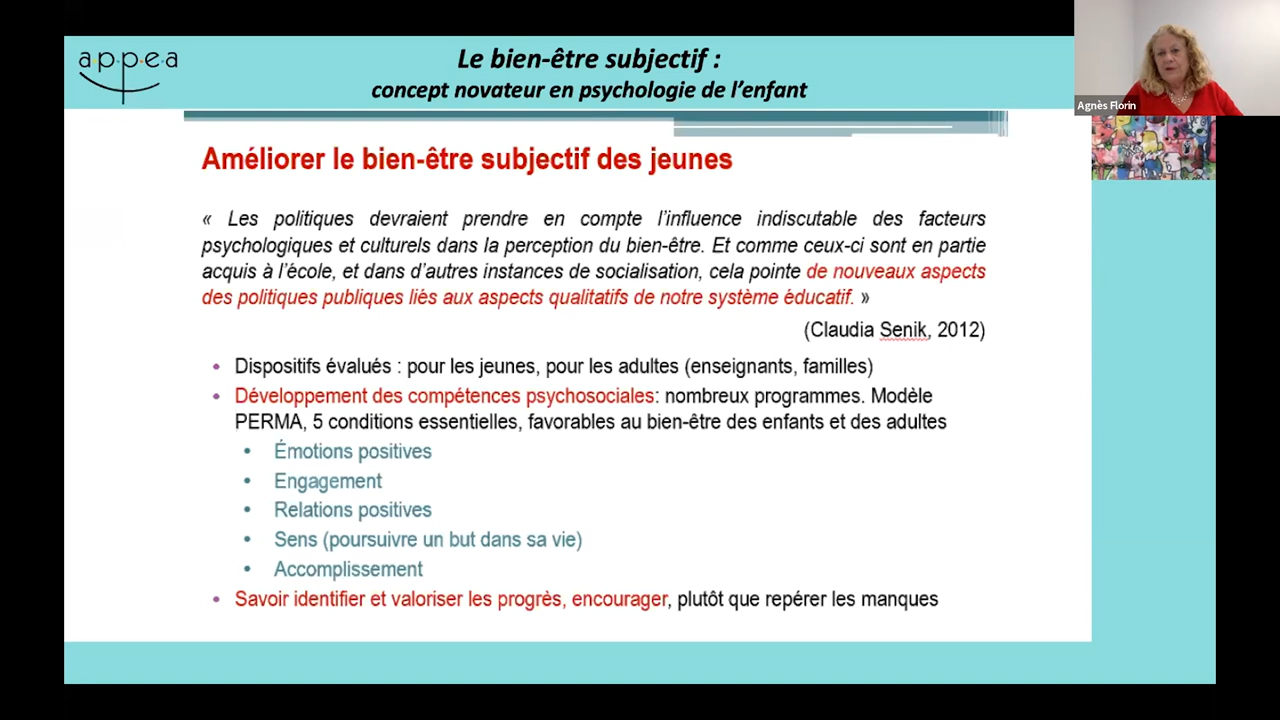 appea
Le bien-être subjectif :
concept novateur en psychologie de l'enfant
Agnès Florin
Améliorer le bien-être subjectif des jeunes
« Les politiques devraient prendre en compte l'influence indiscutable des facteurs
psychologiques et culturels dans la perception du bien-être. Et comme ceux-ci sont en partie
acquis à l'école, et dans d'autres instances de socialisation, cela pointe de nouveaux aspects
des politiques publiques liés aux aspects qualitatifs de notre système éducatif. »
(Claudia Senik, 2012)
• Dispositifs évalués : pour les jeunes, pour les adultes (enseignants, familles)
• Développement des compétences psychosociales: nombreux programmes. Modèle
PERMA, 5 conditions essentielles, favorables au bien-être des enfants et des adultes
• Émotions positives
• Engagement
• Relations positives
• Sens (poursuivre un but dans sa vie)
• Accomplissement
• Savoir identifier et valoriser les progrès, encourager, plutôt que repérer les manques